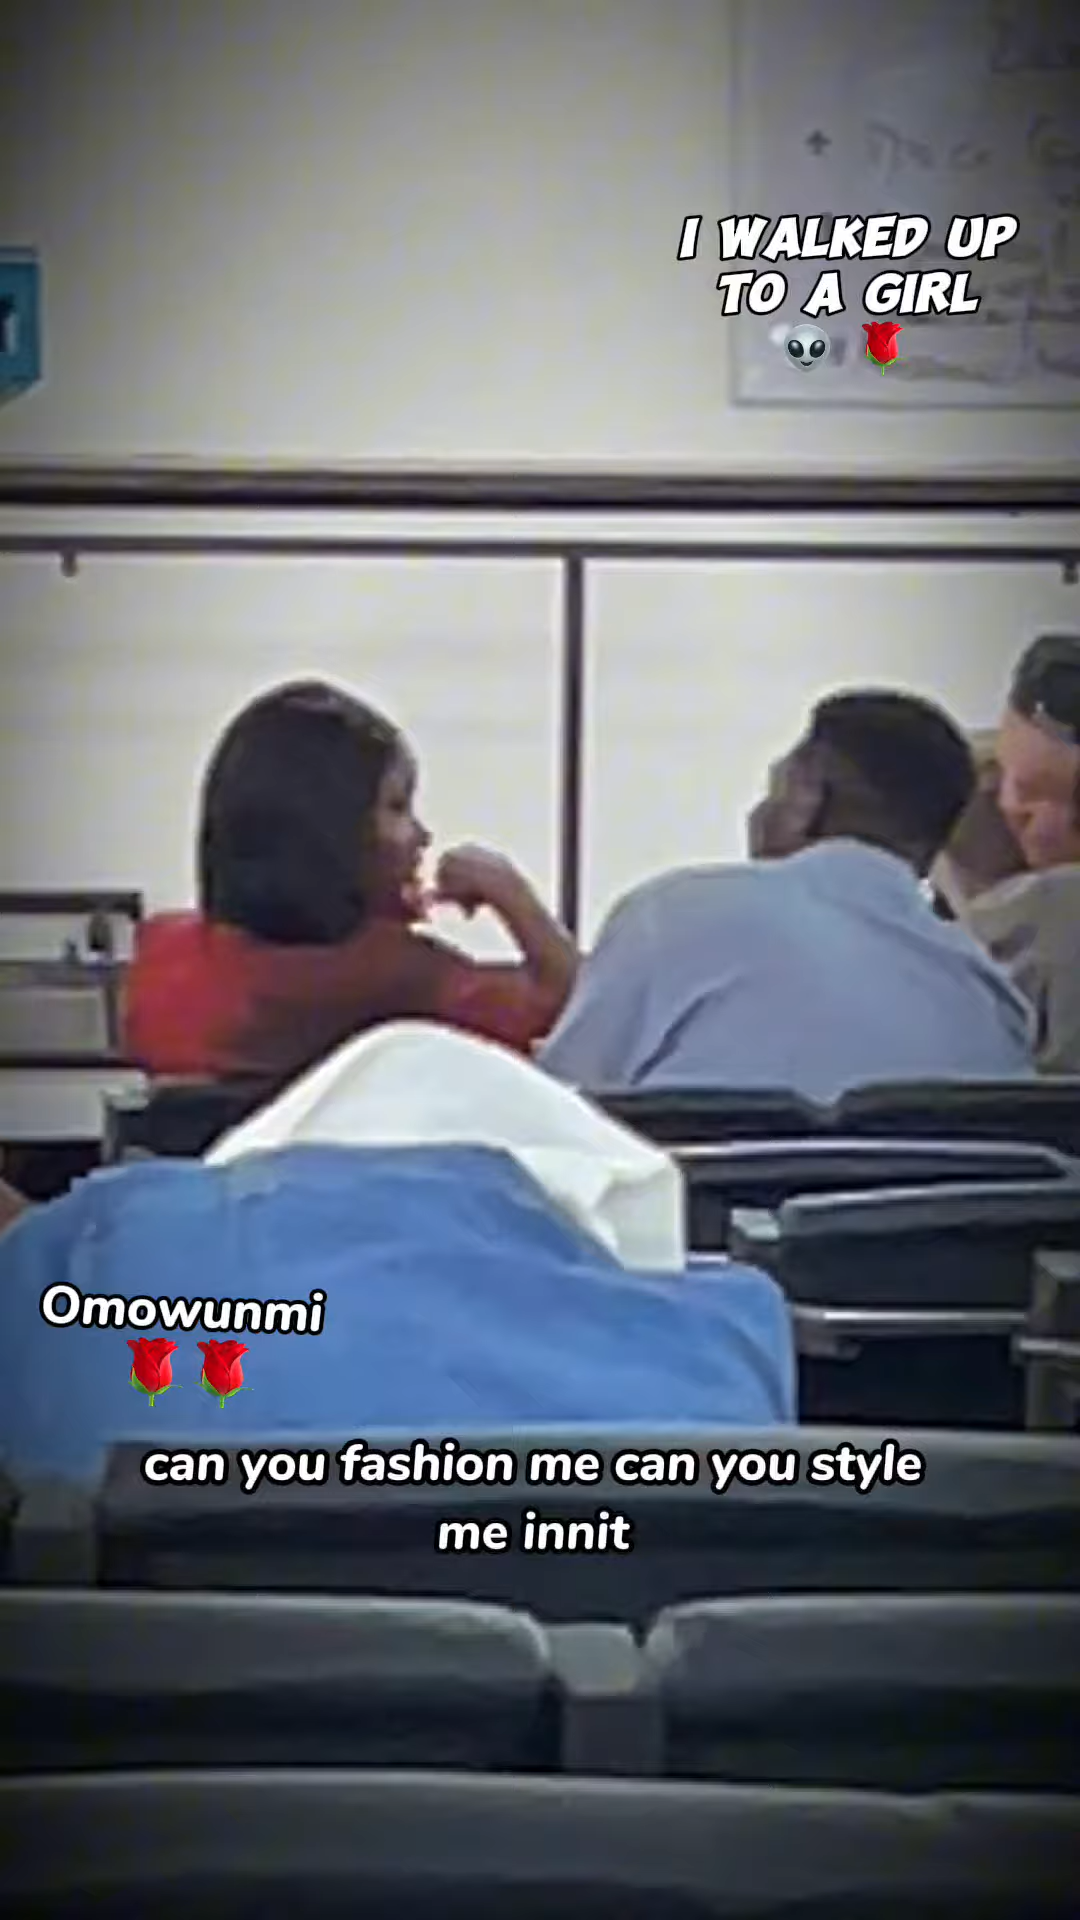 I WALKED UP
TO A GIRL
👽 🌹
Omowunmi
🌹 🌹
can you fashion me can you style
me innit